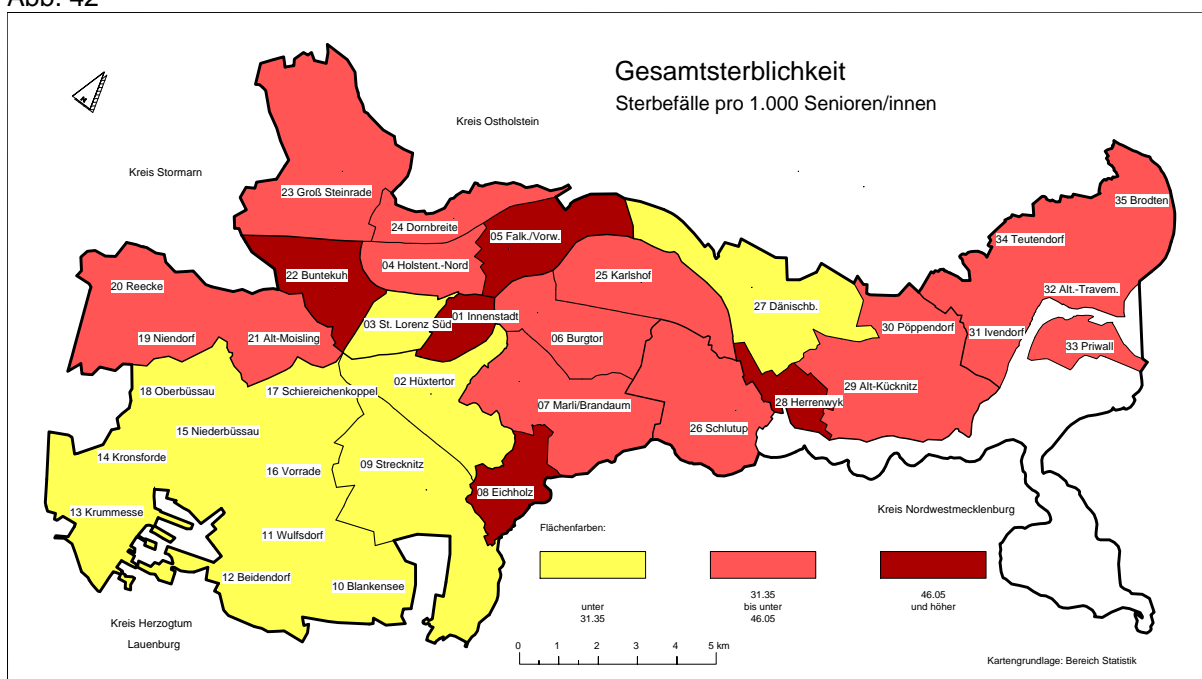 Abb. 42
Gesamtsterblichkeit
Sterbefälle pro 1.000 Senioren/innen
N
Kreis Ostholstein
Kreis Stormarn
35 Brodten
23 Groß Steinrade
24 Dornbreite
05 Falk./Vorw.
34 Teutendorf
04 Holstent.-Nord
22 Buntekuh
25 Karlshof
20 Reecke
32 Alt.-Travem.
27 Dänischb.
01 Innenstadt
03 St. Lorenz Süd
30 Pöppendorf
31 Ivendorf
19 Niendorf
21 Alt-Moisling
06 Burgtor
33 Priwall
02 Hüxtertor
18 Oberbüssau
17 Schiereichenkoppel
29 Alt-Kücknitz
28 Herrenwyk
07 Marli/Brandaum
26 Schlutup
15 Niederbüssau
14 Kronsforde
09 Strecknitz
16 Vorrade
08 Eichholz
13 Krummesse
Kreis Nordwestmecklenburg
11 Wulfsdorf
Flächenfarben:
12 Beidendorf
10 Blankensee
unter
31.35
31.35
bis unter
46.05
46.05
und höher
Kreis Herzogtum
Lauenburg
0 1 2 3 4 5 km
Kartengrundlage: Bereich Statistik